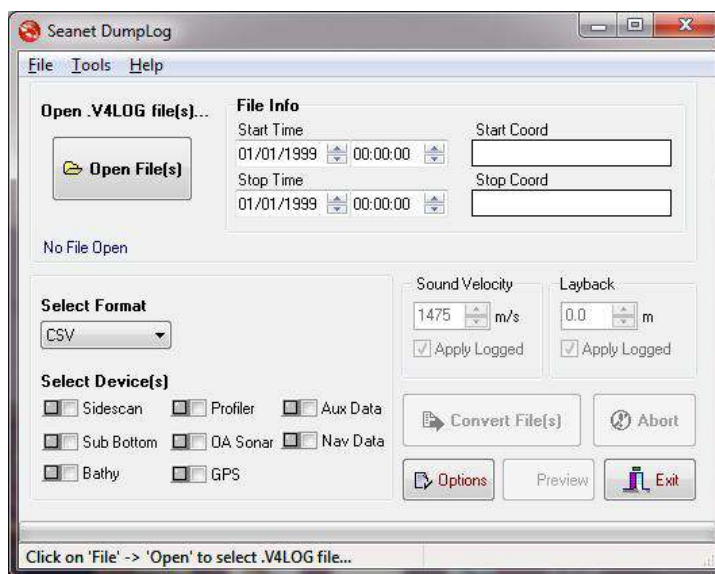 Seanet DumpLog
File Tools Help
Open .V4LOG file(s)...
Open File(s)
No File Open
File Info
Start Time
01/01/1999 00:00:00
Start Coord
Stop Time
01/01/1999 00:00:00
Stop Coord
Select Format
CSV
Select Device(s)
Sidescan Profiler Aux Data
Sub Bottom OA Sonar Nav Data
Bathy GPS
Sound Velocity
1475 m/s
Apply Logged
Layback
0.0 m
Apply Logged
Convert File(s) Abort
Options Preview Exit
Click on 'File' -> 'Open' to select .V4LOG file...